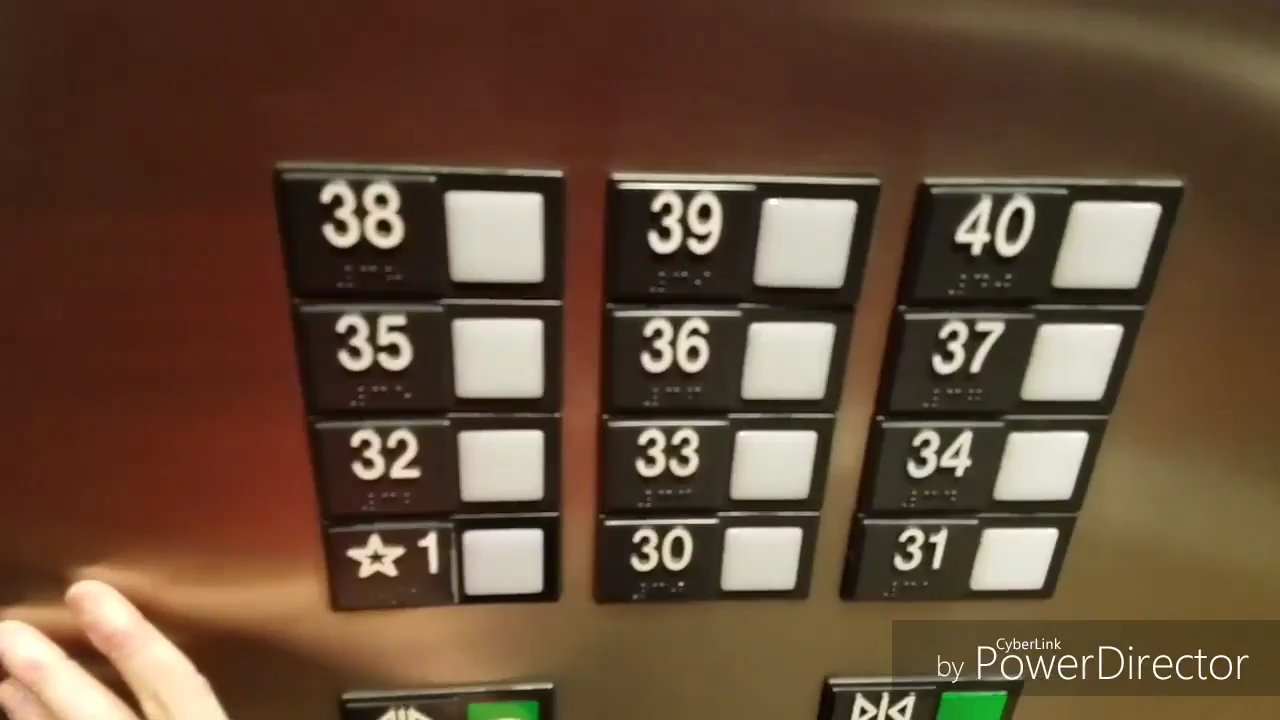 38 39 40
35 36 37
32 33 34
☆ 1 30 31
CyberLink
by PowerDirector